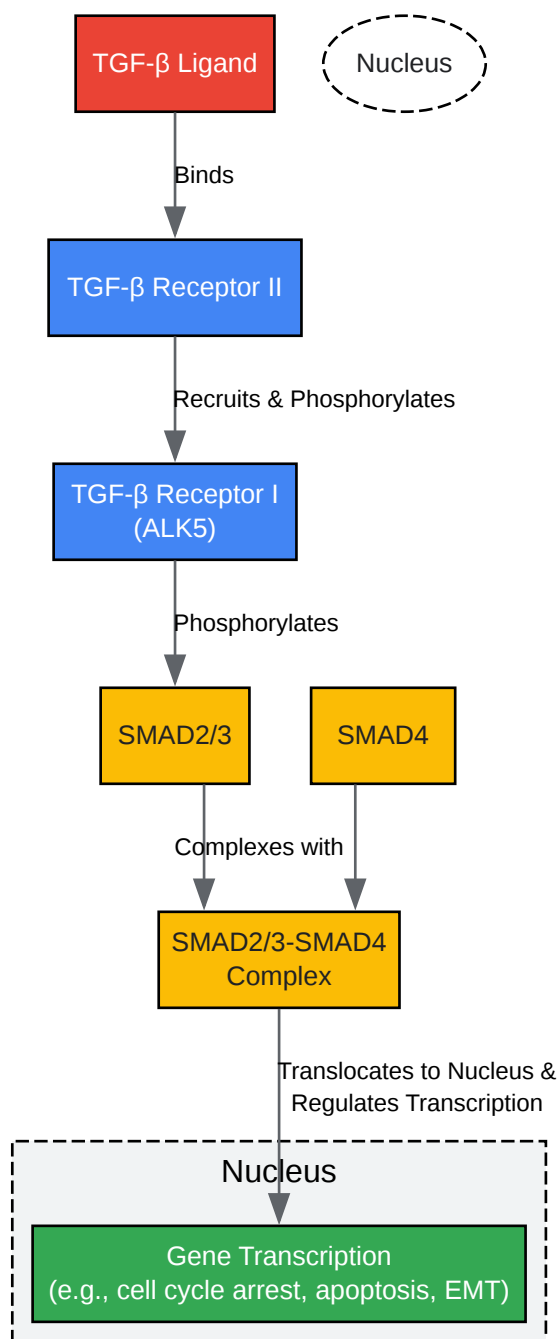 TGF-β Ligand
Nucleus
Binds
TGF-β Receptor II
Recruits & Phosphorylates
TGF-β Receptor I
(ALK5)
Phosphorylates
SMAD2/3
SMAD4
Complexes with
SMAD2/3-SMAD4
Complex
Translocates to Nucleus &
Regulates Transcription
Nucleus
Gene Transcription
(e.g., cell cycle arrest, apoptosis, EMT)